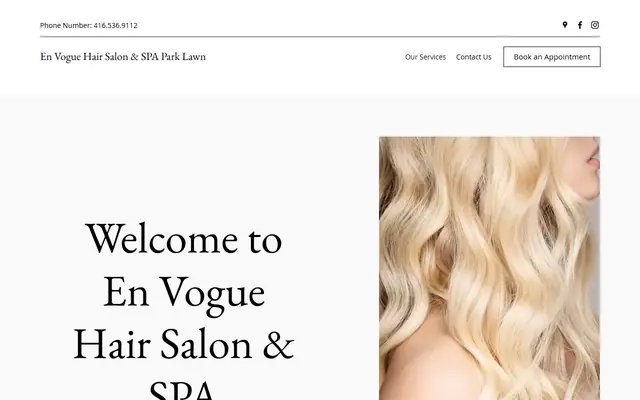 Phone Number: 416.536.9112
En Vogue Hair Salon & SPA Park Lawn
Our Services
Contact Us
Book an Appointment
Welcome to
En Vogue
Hair Salon &
SPA